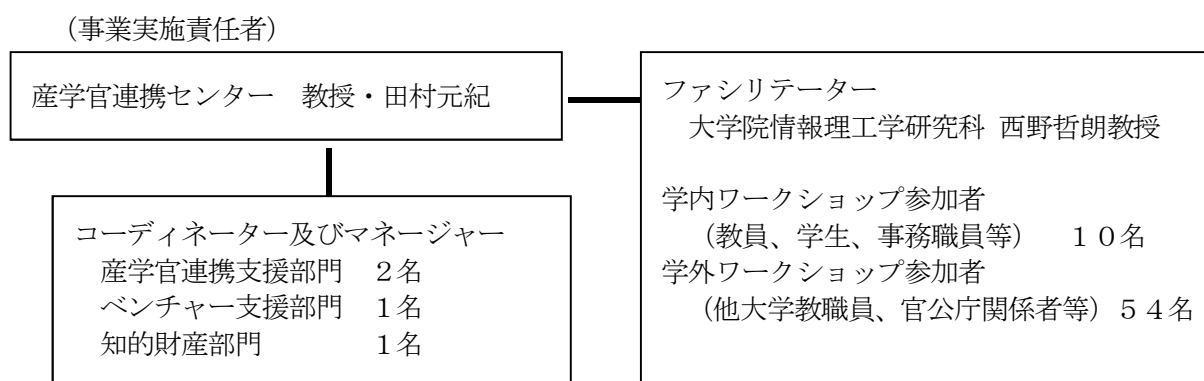 （事業実施責任者）
産学官連携センター　教授・田村元紀
コーディネーター及びマネージャー
産学官連携支援部門　２名
ベンチャー支援部門　１名
知的財産部門　　　　１名
ファシリテーター
大学院情報理工学研究科 西野哲朗教授
学内ワークショップ参加者
（教員、学生、事務職員等）　１０名
学外ワークショップ参加者
（他大学教職員、官公庁関係者等）５４名